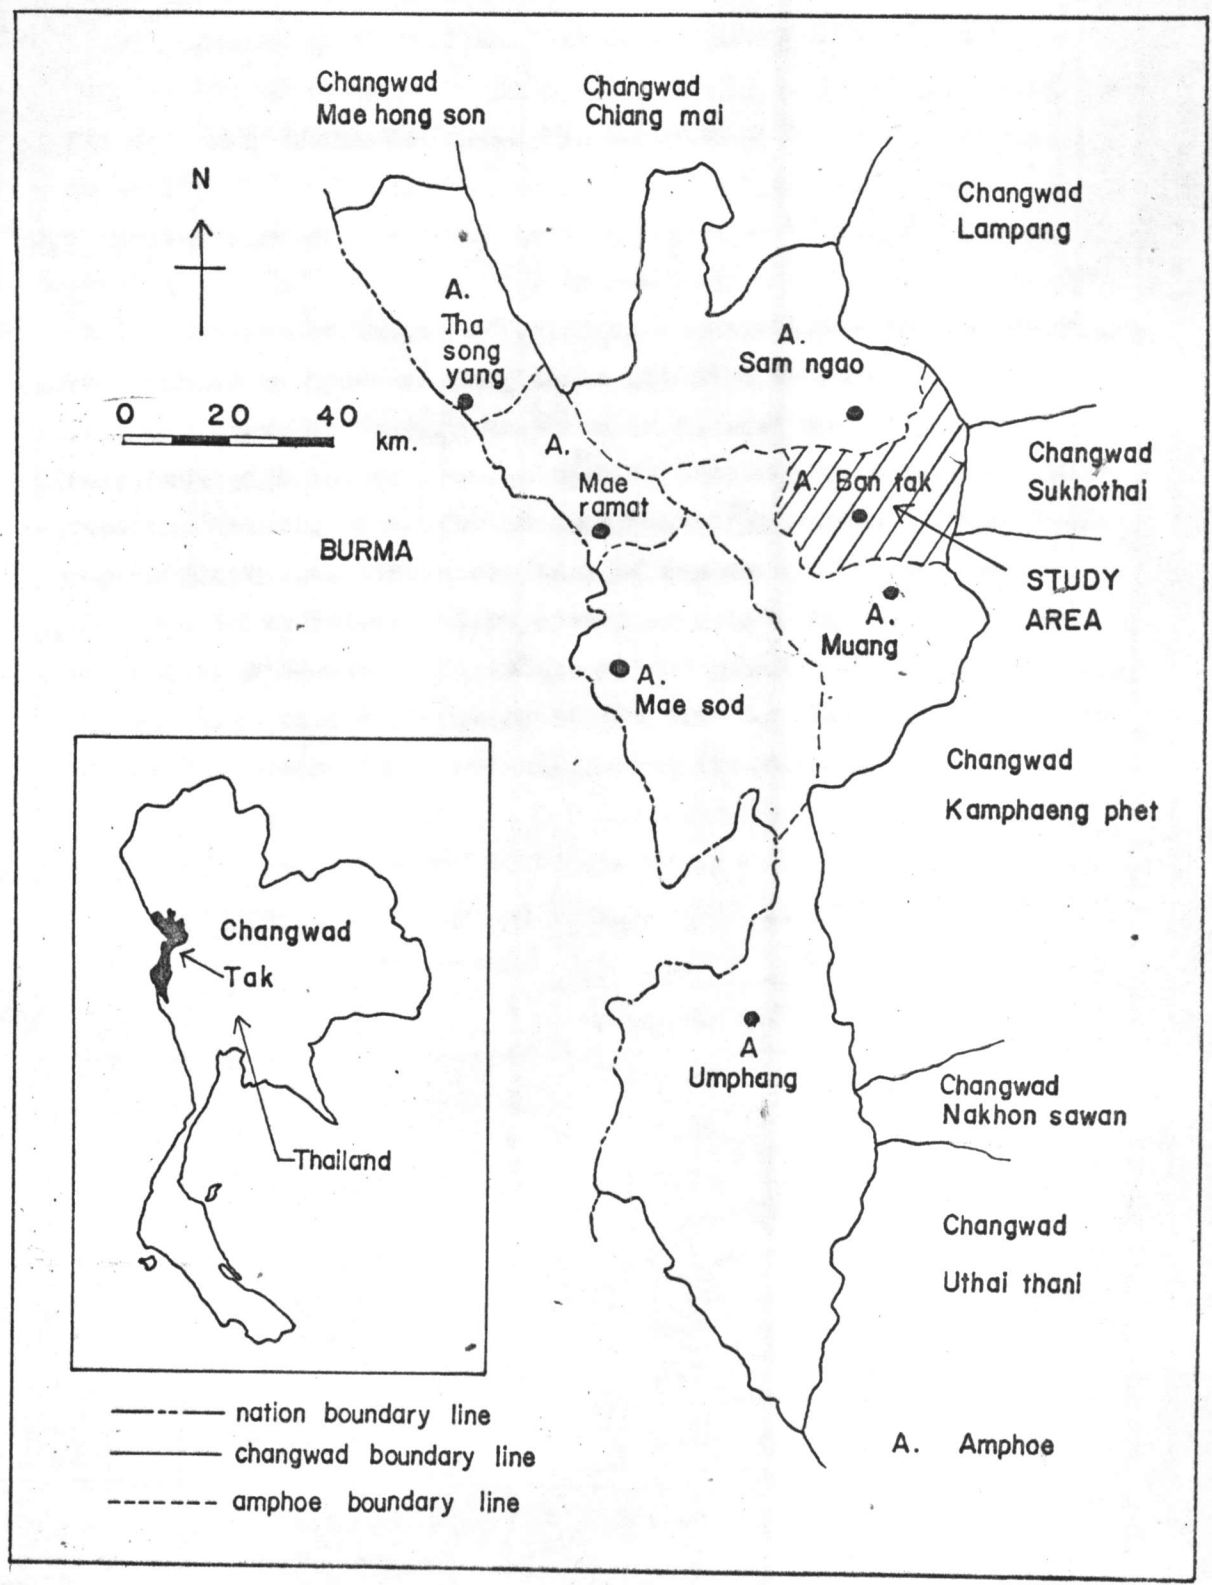 Changwad
Mae hong son
Changwad
Chiang mai
N
Changwad
Lampang
A.
Tha
song
yang
A.
Sam ngao
0 20 40
km.
A.
Mae
ramat
A. Ban tak
Changwad
Sukhothai
BURMA
STUDY
AREA
A.
Muang
A.
Mae sod
Changwad
Kamphaeng phet
Changwad
Tak
Thailand
A
Umphang
Changwad
Nakhon sawan
Changwad
Uthai thani
nation boundary line
changwad boundary line
amphoe boundary line
A. Amphoe